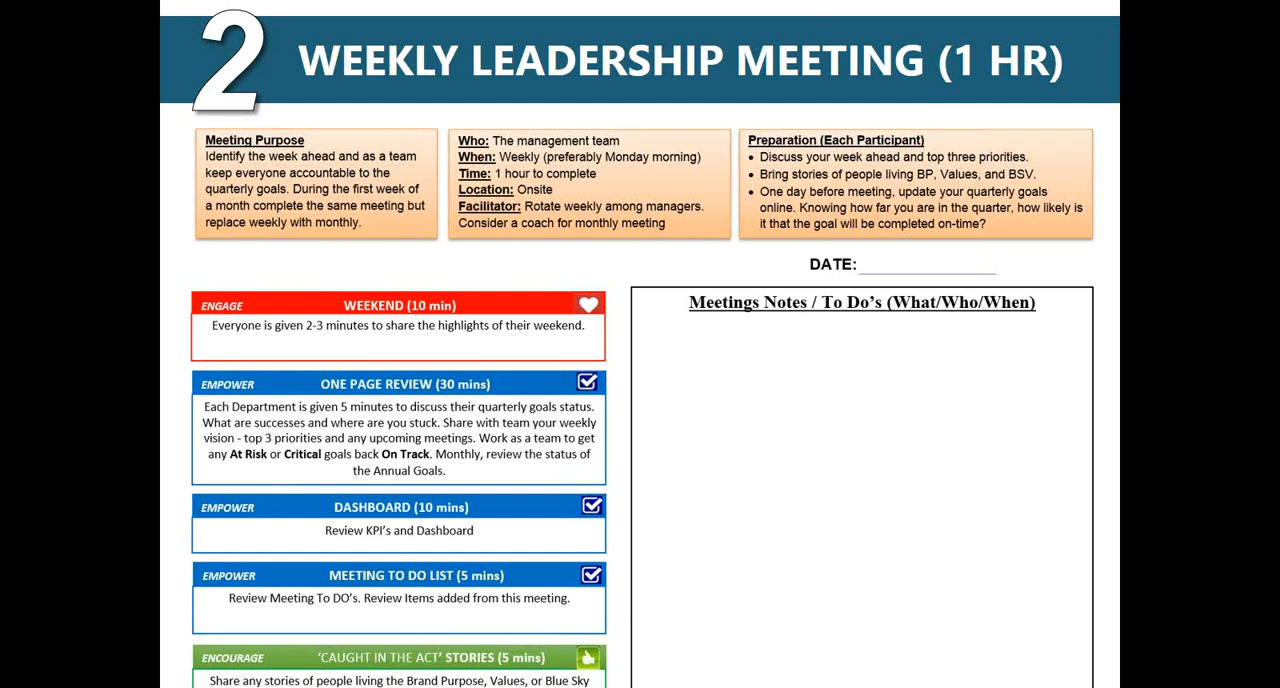 2
WEEKLY LEADERSHIP MEETING (1 HR)
Meeting Purpose
Identify the week ahead and as a team
keep everyone accountable to the
quarterly goals. During the first week of
a month complete the same meeting but
replace weekly with monthly.
Who: The management team
When: Weekly (preferably Monday morning)
Time: 1 hour to complete
Location: Onsite
Facilitator: Rotate weekly among managers.
Consider a coach for monthly meeting
Preparation (Each Participant)
• Discuss your week ahead and top three priorities.
• Bring stories of people living BP, Values, and BSV.
• One day before meeting, update your quarterly goals
online. Knowing how far you are in the quarter, how likely is
it that the goal will be completed on-time?
DATE:
ENGAGE WEEKEND (10 min)
Everyone is given 2-3 minutes to share the highlights of their weekend.
EMPOWER ONE PAGE REVIEW (30 mins)
Each Department is given 5 minutes to discuss their quarterly goals status.
What are successes and where are you stuck. Share with team your weekly
vision - top 3 priorities and any upcoming meetings. Work as a team to get
any At Risk or Critical goals back On Track. Monthly, review the status of
the Annual Goals.
EMPOWER DASHBOARD (10 mins)
Review KPI's and Dashboard
EMPOWER MEETING TO DO LIST (5 mins)
Review Meeting To DO's. Review Items added from this meeting.
ENCOURAGE 'CAUGHT IN THE ACT' STORIES (5 mins)
Share any stories of people living the Brand Purpose, Values, or Blue Sky
Meetings Notes / To Do's (What/Who/When)